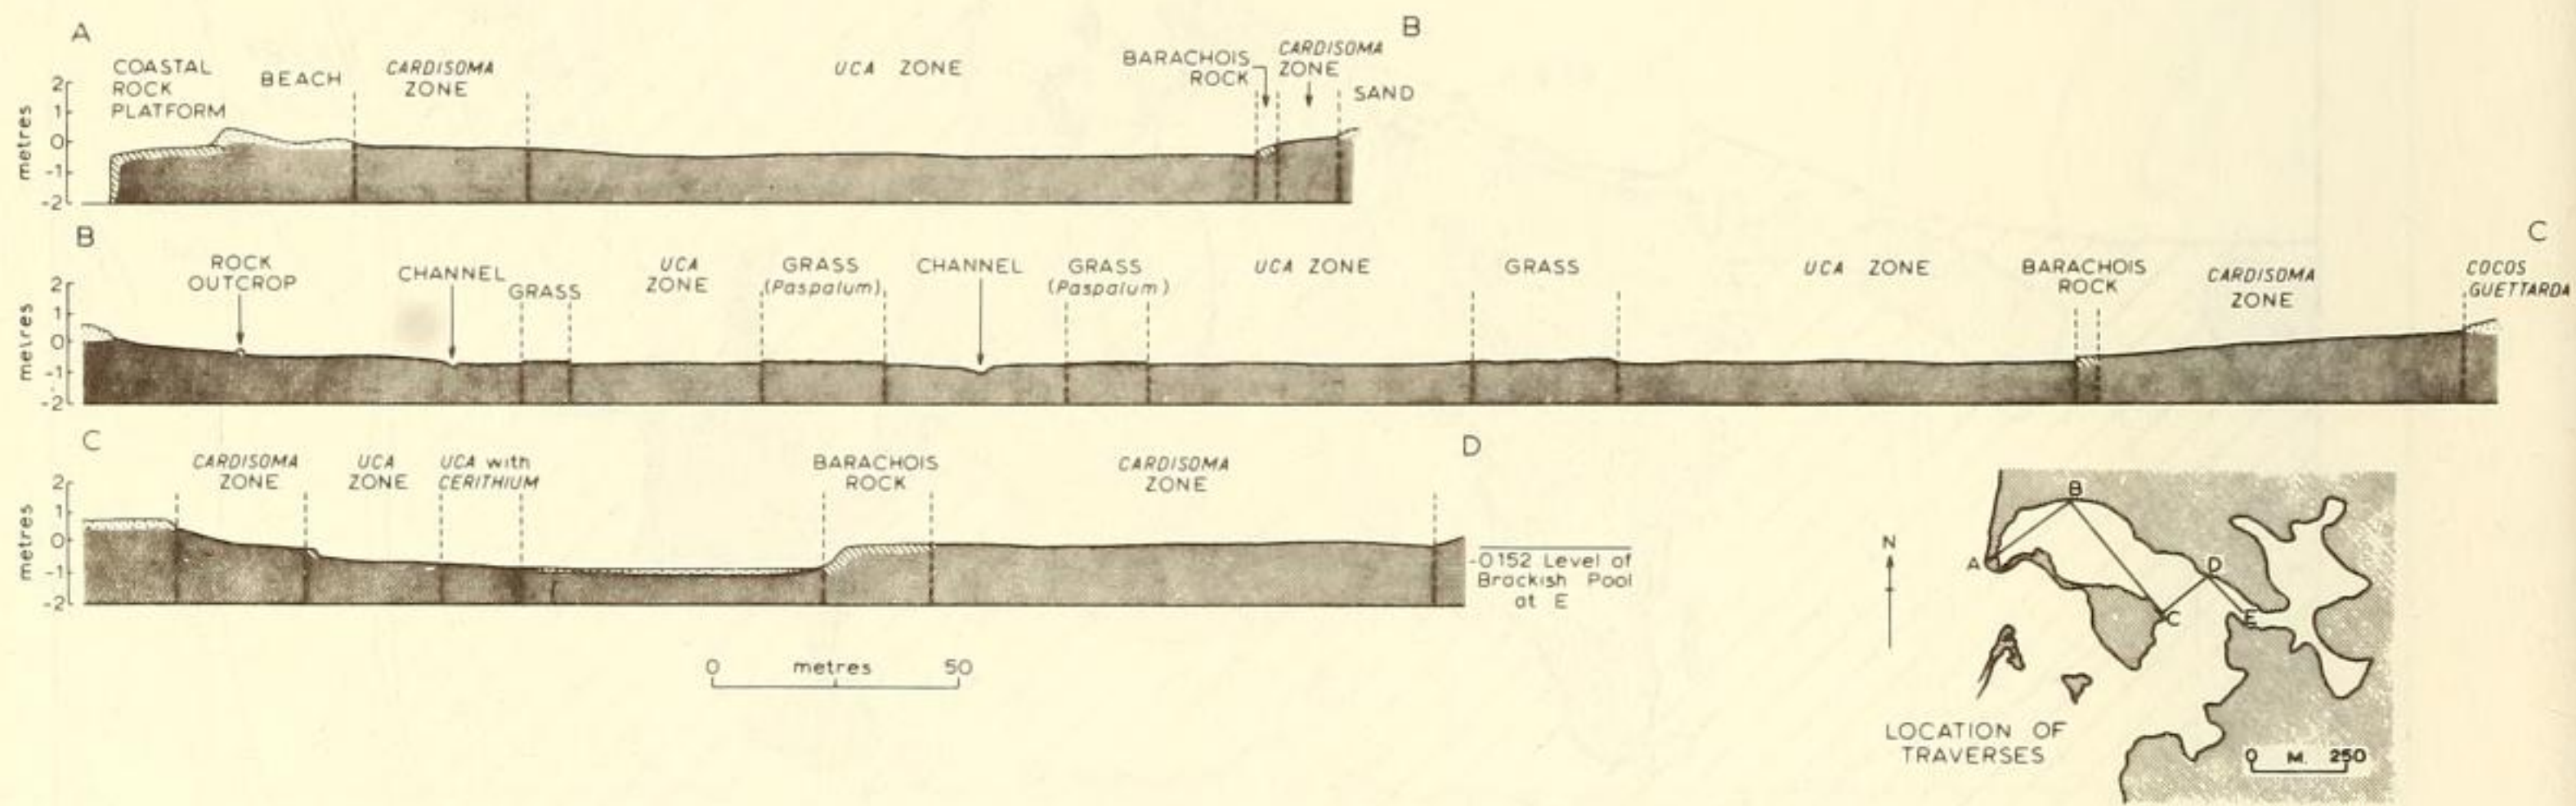 A
B
COASTAL
ROCK
PLATFORM
BEACH
CARDISOMA
ZONE
UCA ZONE
BARACHOIS
ROCK
CARDISOMA
ZONE
SAND
metres
2
1
0
-1
-2
B
C
ROCK
OUTCROP
CHANNEL
GRASS
UCA
ZONE
GRASS
(Paspalum)
CHANNEL
GRASS
(Paspalum)
UCA ZONE
GRASS
UCA ZONE
BARACHOIS
ROCK
CARDISOMA
ZONE
COCOS
GUETTARDA
metres
2
1
0
-1
-2
C
D
CARDISOMA
ZONE
UCA
ZONE
UCA with
CERITHIUM
BARACHOIS
ROCK
CARDISOMA
ZONE
metres
2
1
0
-1
-2
-0152 Level of
Brackish Pool
at E
0 metres 50
N
A
B
C
D
E
LOCATION OF
TRAVERSES
0 M. 250